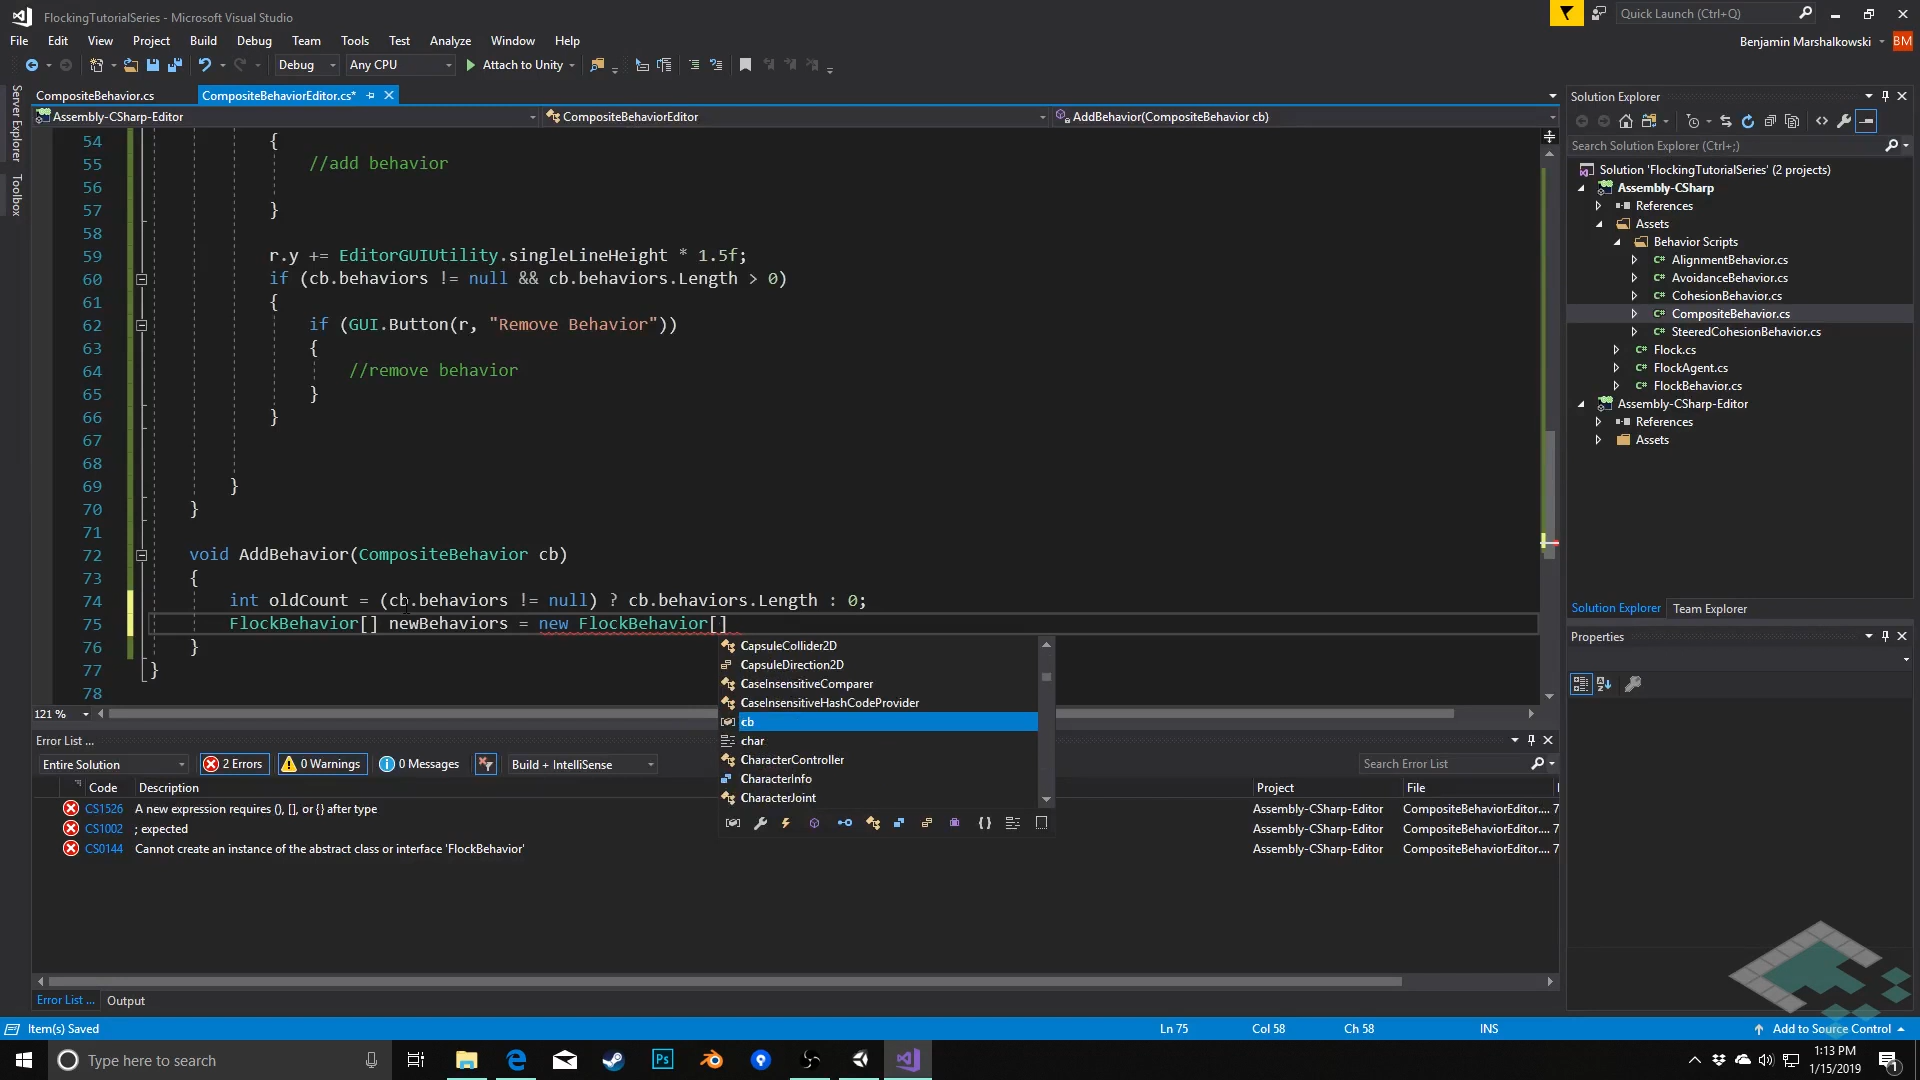 FlockingTutorialSeries - Microsoft Visual Studio
Quick Launch (Ctrl+Q)
File Edit View Project Build Debug Team Tools Test Analyze Window Help
Benjamin Marshalkowski BM
Debug Any CPU Attach to Unity
CompositeBehavior.cs CompositeBehaviorEditor.cs*
Assembly-CSharp-Editor CompositeBehaviorEditor AddBehavior(CompositeBehavior cb)
Server Explorer
Toolbox
54 {
55 //add behavior
56
57 }
58
59 r.y += EditorGUIUtility.singleLineHeight * 1.5f;
60 if (cb.behaviors != null && cb.behaviors.Length > 0)
61 {
62 if (GUI.Button(r, "Remove Behavior"))
63 {
64 //remove behavior
65 }
66 }
67
68
69 }
70 }
71
72 void AddBehavior(CompositeBehavior cb)
73 {
74 int oldCount = (cb.behaviors != null) ? cb.behaviors.Length : 0;
75 FlockBehavior[] newBehaviors = new FlockBehavior[]
76 }
77 }
78
CapsuleCollider2D
CapsuleDirection2D
CaseInsensitiveComparer
CaseInsensitiveHashCodeProvider
cb
char
CharacterController
CharacterInfo
CharacterJoint
121 %
Solution Explorer
Search Solution Explorer (Ctrl+;)
Solution 'FlockingTutorialSeries' (2 projects)
Assembly-CSharp
References
Assets
Behavior Scripts
C# AlignmentBehavior.cs
C# AvoidanceBehavior.cs
C# CohesionBehavior.cs
C# CompositeBehavior.cs
C# SteeredCohesionBehavior.cs
C# Flock.cs
C# FlockAgent.cs
C# FlockBehavior.cs
Assembly-CSharp-Editor
References
Assets
Solution Explorer Team Explorer
Properties
Error List ...
Entire Solution 2 Errors 0 Warnings 0 Messages Build + IntelliSense Search Error List
Code Description Project File
CS1526 A new expression requires (), [], or {} after type Assembly-CSharp-Editor CompositeBehaviorEditor.... 7
CS1002 ; expected Assembly-CSharp-Editor CompositeBehaviorEditor.... 7
CS0144 Cannot create an instance of the abstract class or interface 'FlockBehavior' Assembly-CSharp-Editor CompositeBehaviorEditor.... 7
Error List ... Output
Item(s) Saved Ln 75 Col 58 Ch 58 INS Add to Source Control
Type here to search Ps
1:13 PM
1/15/2019
1